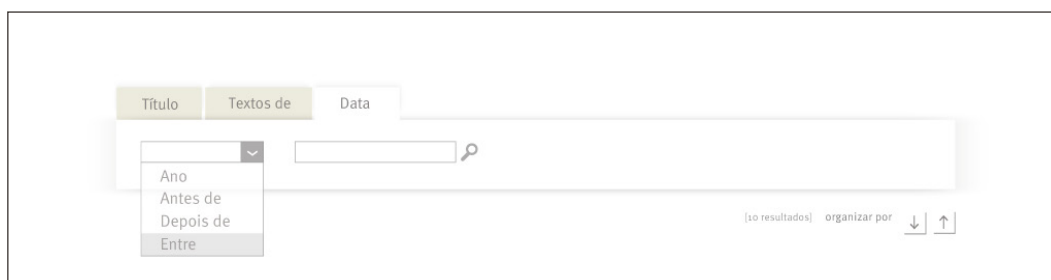 Título Textos de Data
Ano
Antes de
Depois de
Entre
[10 resultados] organizar por